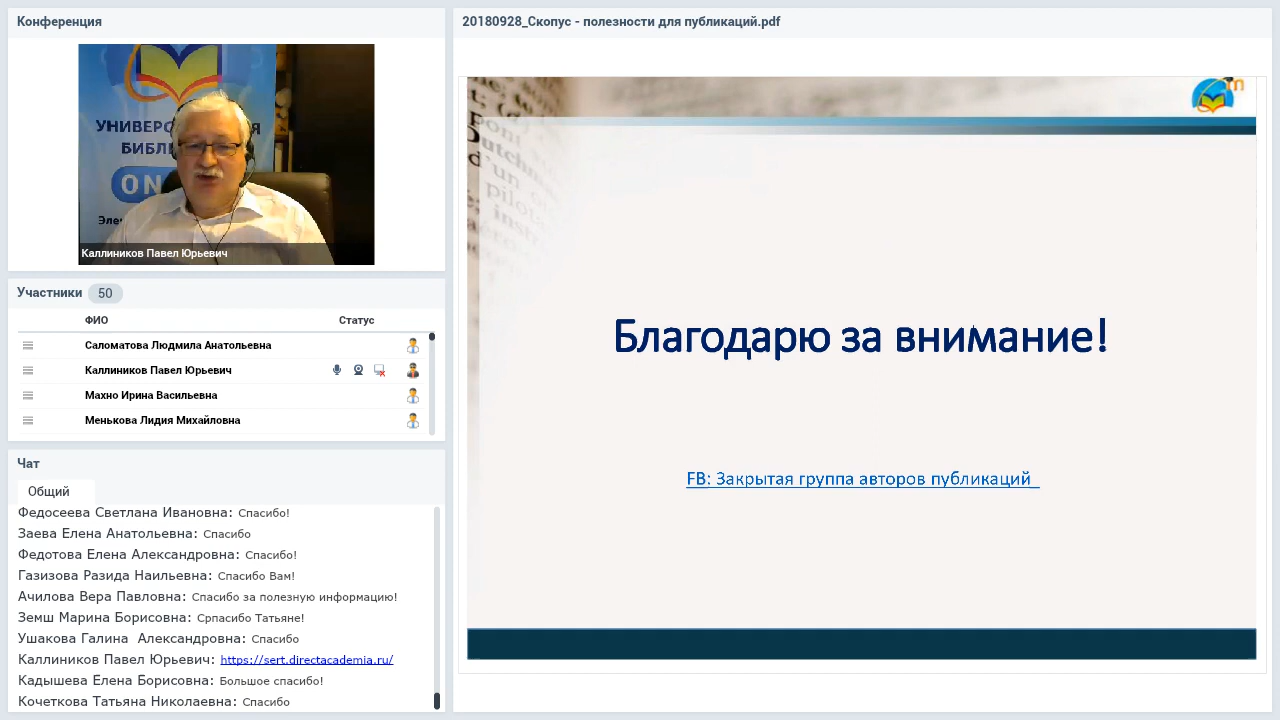 Конференция
УНИВЕРС
БИБЛ
ON
Эле
Каллиников Павел Юрьевич
Участники 50
ФИО Статус
Саломатова Людмила Анатольевна
Каллиников Павел Юрьевич
Махно Ирина Васильевна
Менькова Лидия Михайловна
Чат
Общий
Федосеева Светлана Ивановна: Спасибо!
Заева Елена Анатольевна: Спасибо
Федотова Елена Александровна: Спасибо!
Газизова Разида Наильевна: Спасибо Вам!
Ачилова Вера Павловна: Спасибо за полезную информацию!
Земш Марина Борисовна: Српасибо Татьяне!
Ушакова Галина  Александровна: Спасибо
Каллиников Павел Юрьевич: https://sert.directacademia.ru/
Кадышева Елена Борисовна: Большое спасибо!
Кочеткова Татьяна Николаевна: Спасибо
20180928_Скопус - полезности для публикаций.pdf
Благодарю за внимание!
FB: Закрытая группа авторов публикаций